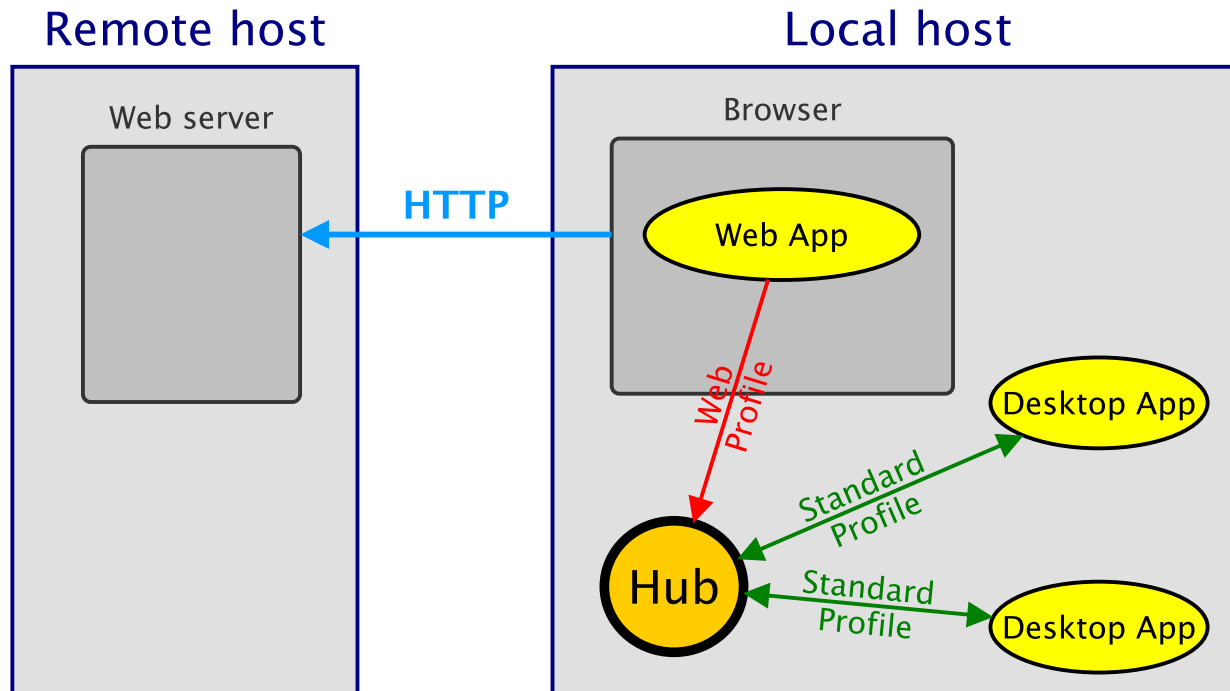 Remote host
Local host
Web server
Browser
HTTP
Web App
Web
Profile
Desktop App
Standard
Profile
Hub
Standard
Profile
Desktop App